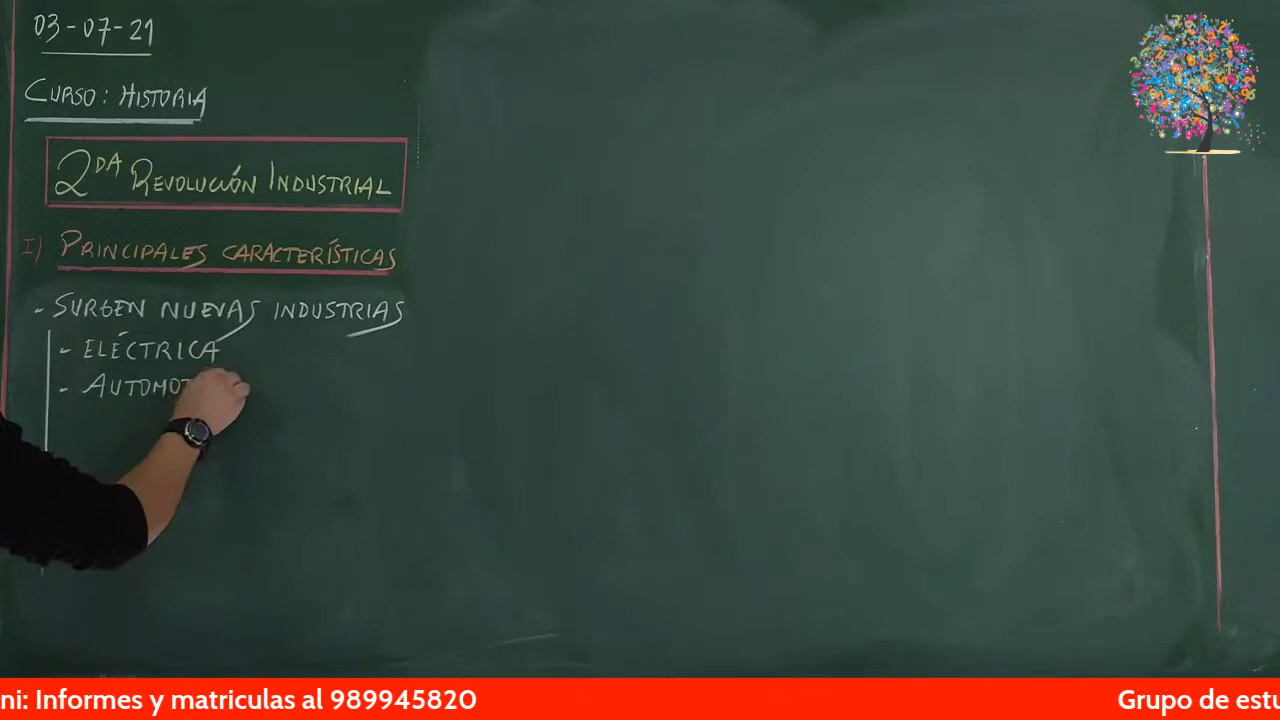 03-07-21
CURSO: HISTORIA
2DA REVOLUCIÓN INDUSTRIAL
I) PRINCIPALES CARACTERÍSTICAS
- SURGEN NUEVAS INDUSTRIAS
- ELÉCTRICA
- AUTOMOT
ni: Informes y matriculas al 989945820
Grupo de estu